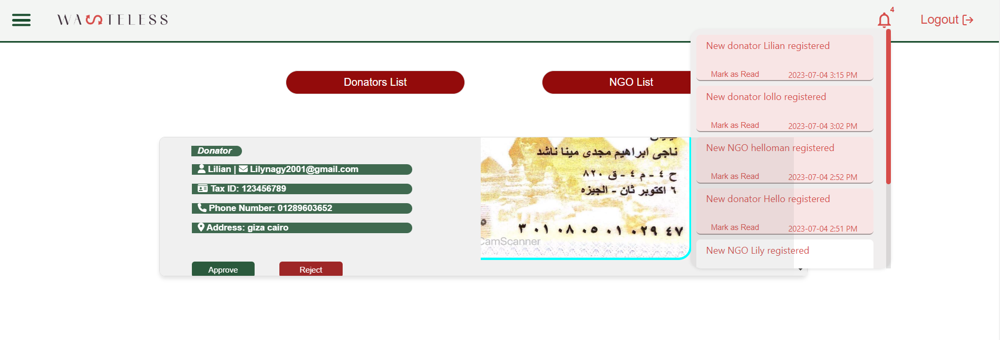 WASTELESS
4
Logout
Donators List
NGO List
New donator Lilian registered
Mark as Read 2023-07-04 3:15 PM
New donator lollo registered
Mark as Read 2023-07-04 3:02 PM
New NGO helloman registered
Mark as Read 2023-07-04 2:52 PM
New donator Hello registered
Mark as Read 2023-07-04 2:51 PM
New NGO Lily registered
Donator
Lilian | Lilynagy2001@gmail.com
Tax ID: 123456789
Phone Number: 01289603652
Address: giza cairo
Approve
Reject
ناجى ابراهيم مجدى مينا ناشد
ح ٤ - م ٤ - ق ٨٢٠
٦ اكتوبر ثان - الجيزه
٣٠١٠٨٠٥٠١٠٢٩٤٧
CamScanner